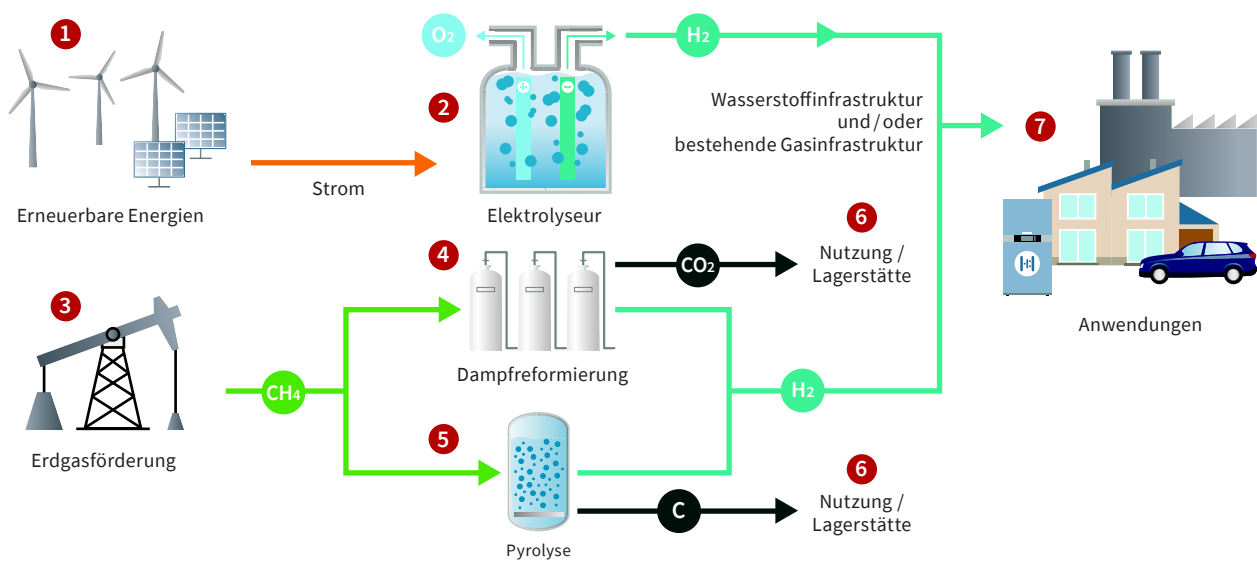 1
Erneuerbare Energien
Strom
2
O2
+
−
Elektrolyseur
H2
Wasserstoffinfrastruktur
und/oder
bestehende Gasinfrastruktur
7
Anwendungen
3
Erdgasförderung
CH4
4
Dampfreformierung
CO2
6
Nutzung /
Lagerstätte
H2
5
Pyrolyse
C
6
Nutzung /
Lagerstätte
H